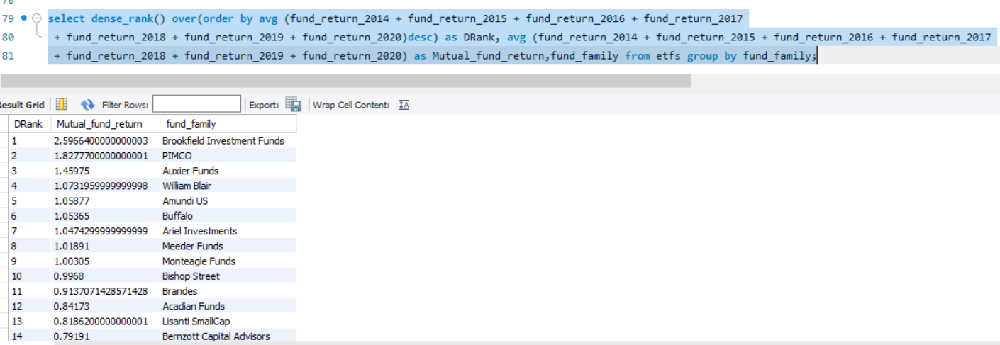 78
79 select dense_rank() over(order by avg (fund_return_2014 + fund_return_2015 + fund_return_2016 + fund_return_2017
80 + fund_return_2018 + fund_return_2019 + fund_return_2020)desc) as DRank, avg (fund_return_2014 + fund_return_2015 + fund_return_2016 + fund_return_2017
81 + fund_return_2018 + fund_return_2019 + fund_return_2020) as Mutual_fund_return,fund_family from etfs group by fund_family;
Result Grid Filter Rows: Export: Wrap Cell Content: IA
DRank Mutual_fund_return fund_family
1 2.5966400000000003 Brookfield Investment Funds
2 1.8277700000000001 PIMCO
3 1.45975 Auxier Funds
4 1.0731959999999998 William Blair
5 1.05877 Amundi US
6 1.05365 Buffalo
7 1.0474299999999999 Ariel Investments
8 1.01891 Meeder Funds
9 1.00305 Monteagle Funds
10 0.9968 Bishop Street
11 0.9137071428571428 Brandes
12 0.84173 Acadian Funds
13 0.8186200000000001 Lisanti SmallCap
14 0.79191 Bernzott Capital Advisors